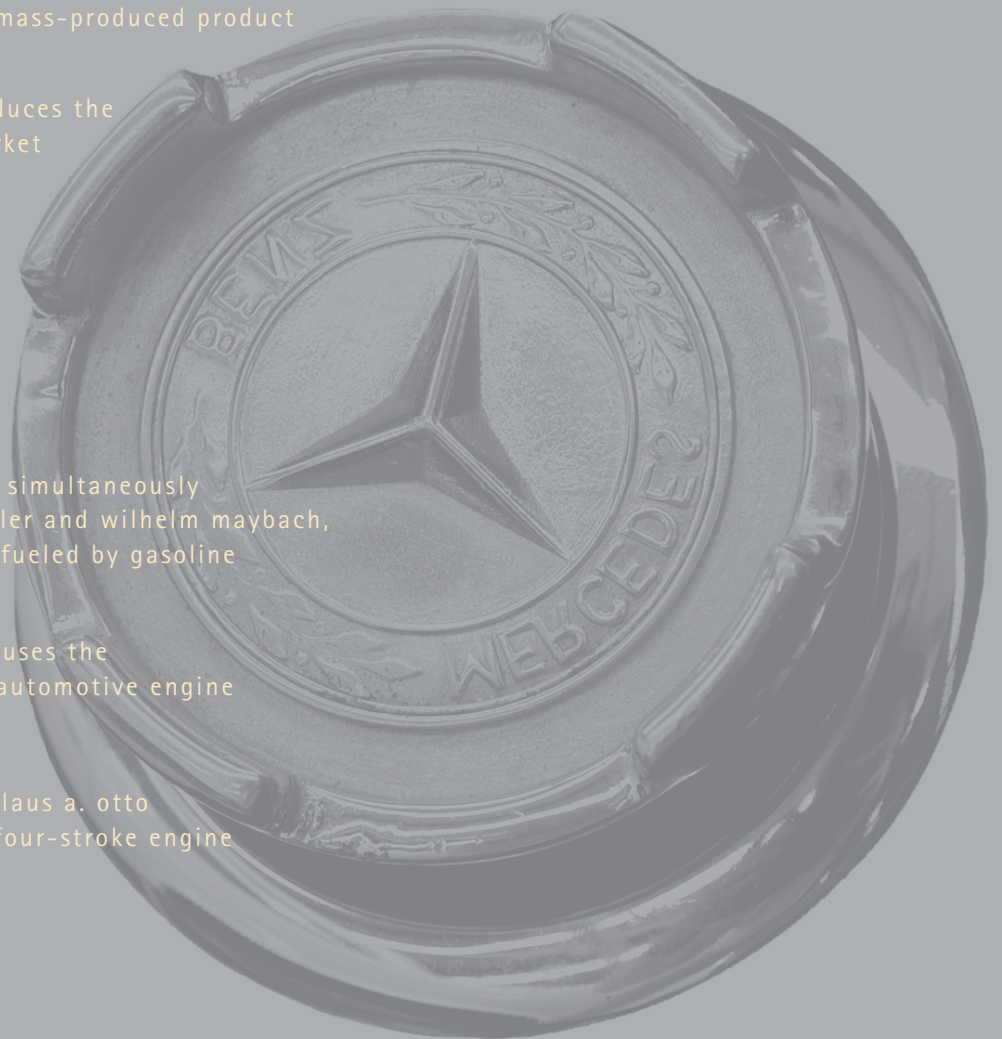 mass-produced product
duces the
rket
simultaneously
ler and wilhelm maybach,
fueled by gasoline
uses the
automotive engine
laus a. otto
four-stroke engine
BENZ
MERCEDES